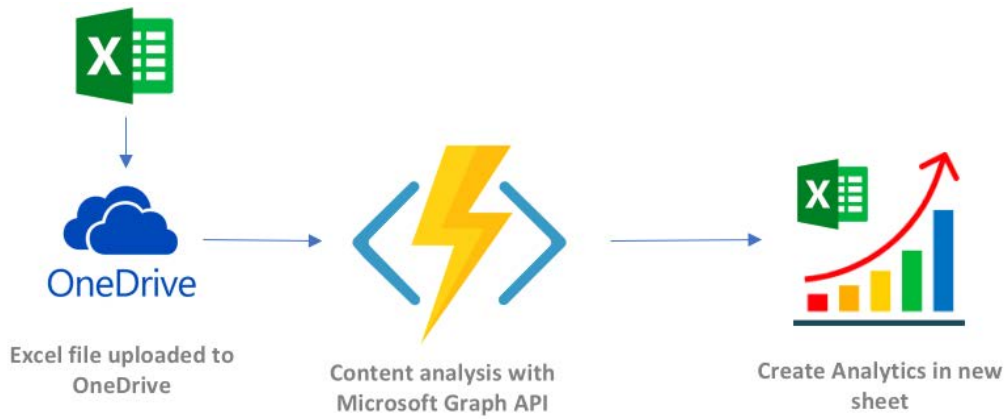 X
OneDrive
Excel file uploaded to
OneDrive
Content analysis with
Microsoft Graph API
X
Create Analytics in new
sheet